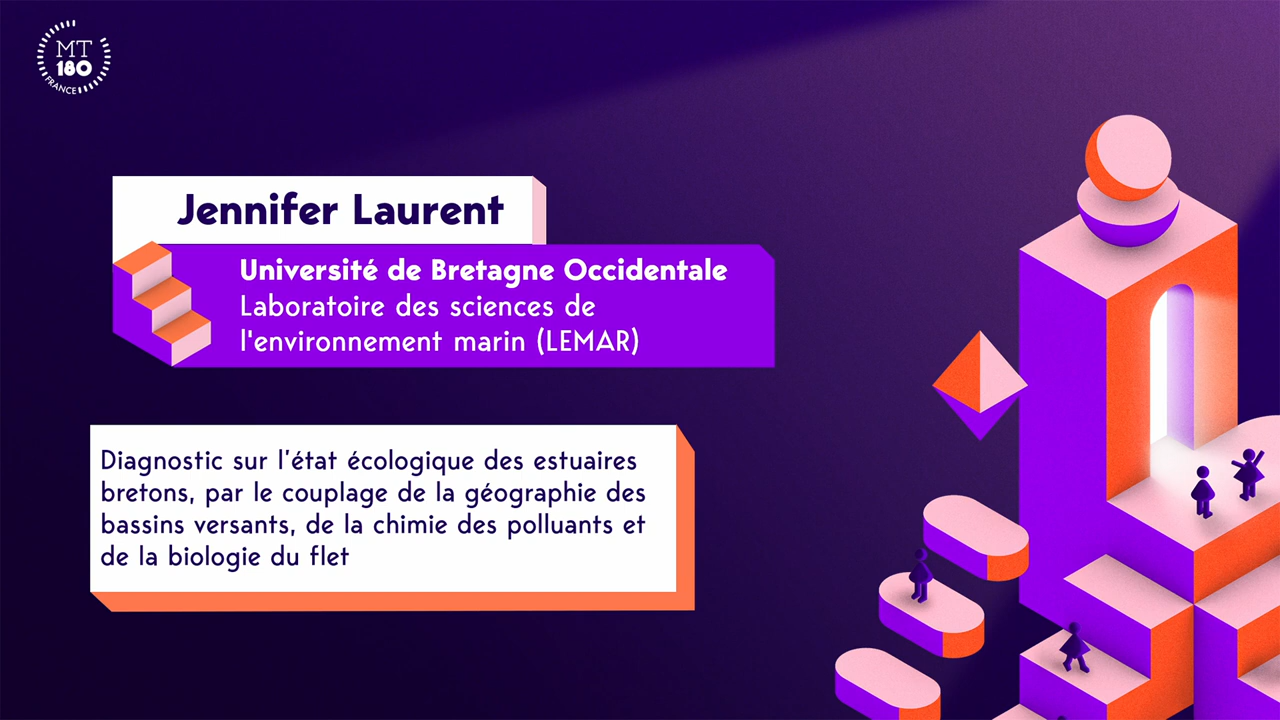 MT
180
FRANCE
Jennifer Laurent
Université de Bretagne Occidentale
Laboratoire des sciences de
l'environnement marin (LEMAR)
Diagnostic sur l’état écologique des estuaires
bretons, par le couplage de la géographie des
bassins versants, de la chimie des polluants et
de la biologie du flet